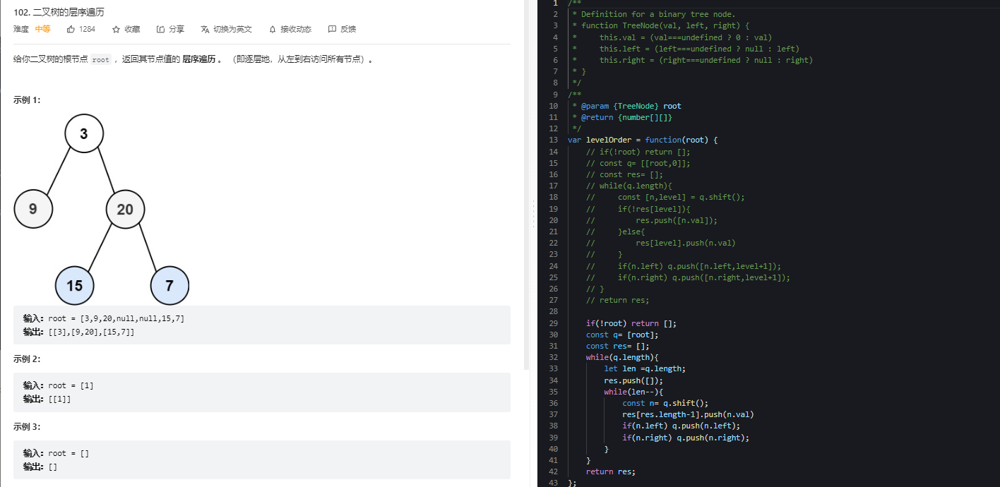 102. 二叉树的层序遍历
难度 中等 1284 收藏 分享 切换为英文 接收动态 反馈
给你二叉树的根节点 root ，返回其节点值的 层序遍历 。 （即逐层地，从左到右访问所有节点）。
示例 1：
3
9
20
15
7
输入：root = [3,9,20,null,null,15,7]
输出：[[3],[9,20],[15,7]]
示例 2：
输入：root = [1]
输出：[[1]]
示例 3：
输入：root = []
输出：[]
1 /**
2  * Definition for a binary tree node.
3  * function TreeNode(val, left, right) {
4  *     this.val = (val===undefined ? 0 : val)
5  *     this.left = (left===undefined ? null : left)
6  *     this.right = (right===undefined ? null : right)
7  * }
8  */
9 /**
10  * @param {TreeNode} root
11  * @return {number[][]}
12  */
13 var levelOrder = function(root) {
14     // if(!root) return [];
15     // const q= [[root,0]];
16     // const res= [];
17     // while(q.length){
18     //     const [n,level] = q.shift();
19     //     if(!res[level]){
20     //         res.push([n.val]);
21     //     }else{
22     //         res[level].push(n.val)
23     //     }
24     //     if(n.left) q.push([n.left,level+1]);
25     //     if(n.right) q.push([n.right,level+1]);
26     // }
27     // return res;
28
29     if(!root) return [];
30     const q= [root];
31     const res= [];
32     while(q.length){
33         let len =q.length;
34         res.push([]);
35         while(len--){
36             const n= q.shift();
37             res[res.length-1].push(n.val)
38             if(n.left) q.push(n.left);
39             if(n.right) q.push(n.right);
40         }
41     }
42     return res;
43 };